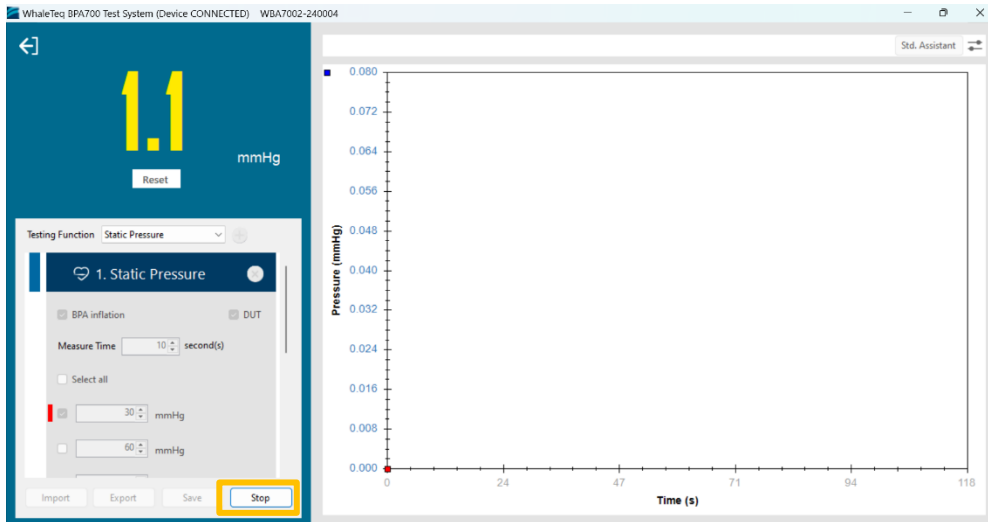 WhaleTeq BPA700 Test System (Device CONNECTED) WBA7002-240004
1.1
mmHg
Reset
Testing Function Static Pressure
1. Static Pressure
BPA inflation DUT
Measure Time 10 second(s)
Select all
30 mmHg
60 mmHg
Import Export Save Stop
Std. Assistant
Pressure (mmHg)
0.080
0.072
0.064
0.056
0.048
0.040
0.032
0.024
0.016
0.008
0.000
0 24 47 71 94 118
Time (s)